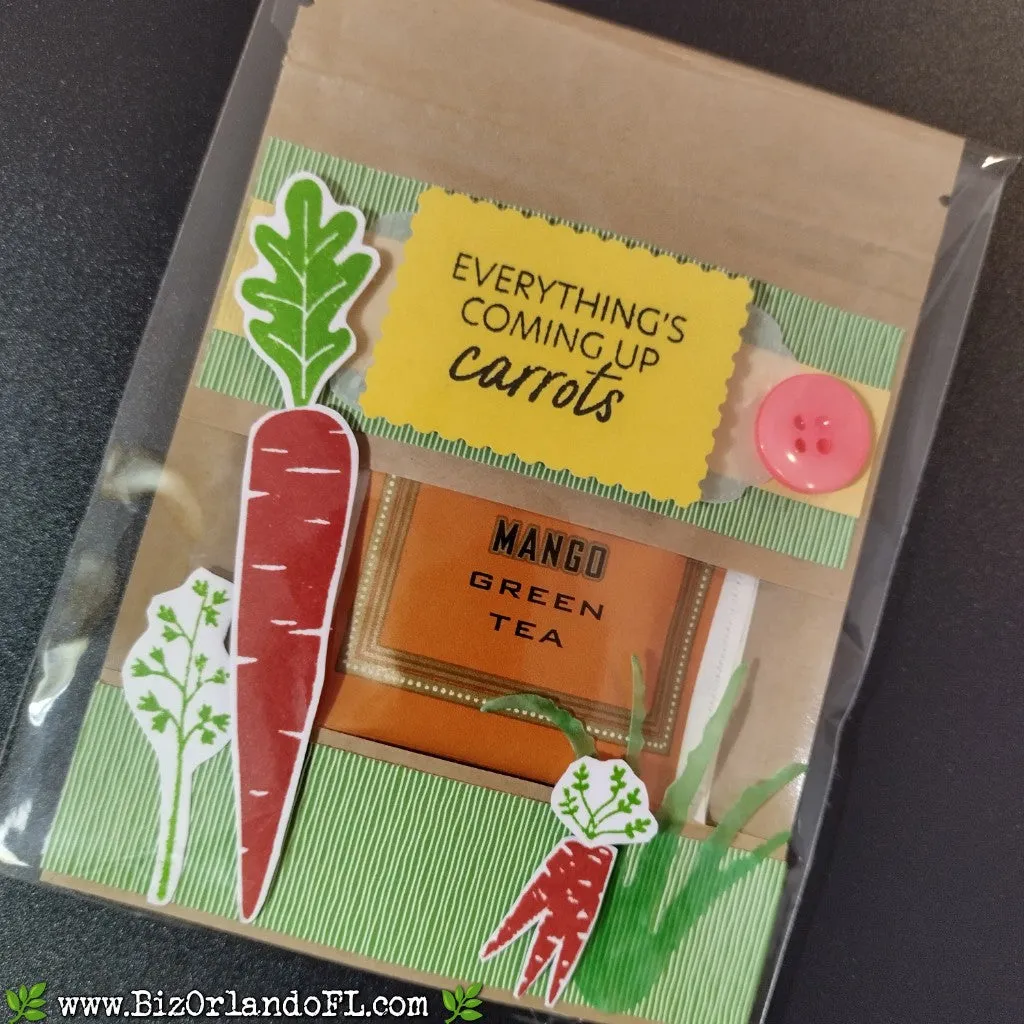 EVERYTHING'S
COMING UP
carrots
MANGO
GREEN
TEA
www.BizOrlandoFL.com